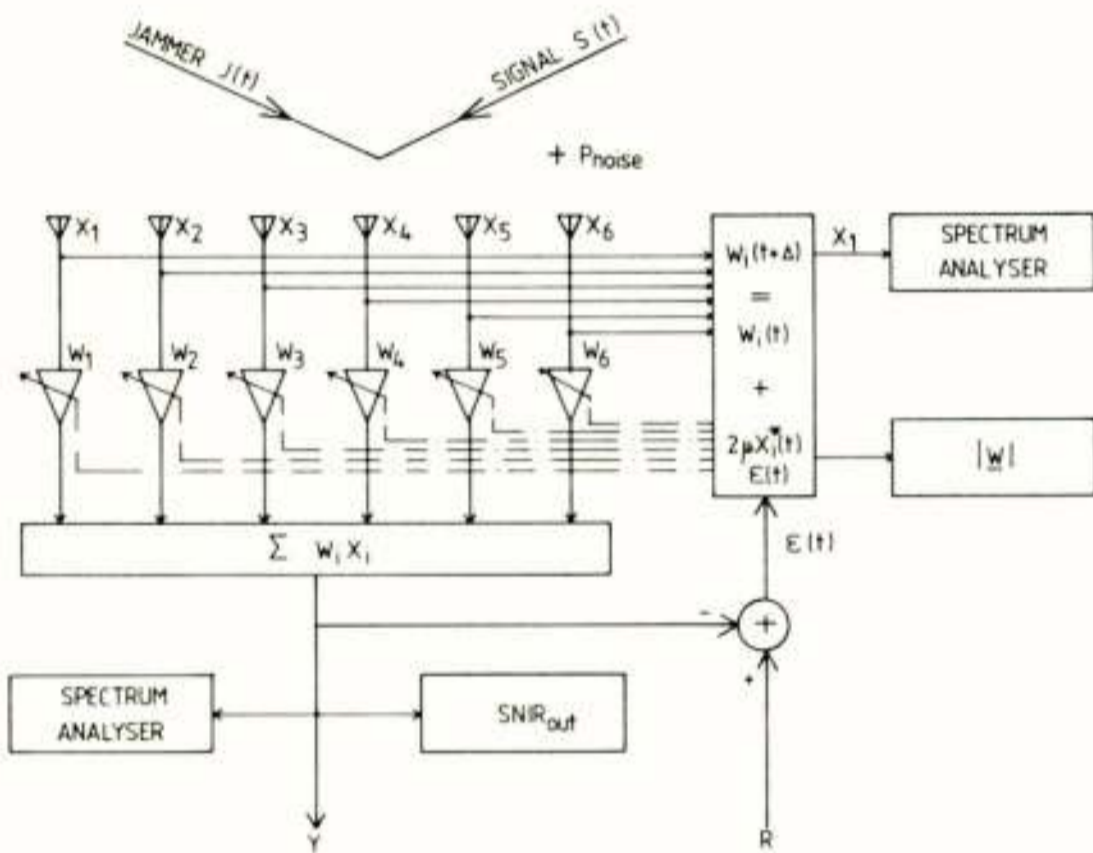 JAMMER J(t)
SIGNAL S(t)
+ Pnoise
X1 X2 X3 X4 X5 X6
W1 W2 W3 W4 W5 W6
Wi(t+Δ)
=
Wi(t)
+
2μXi*(t)
ε(t)
X1
SPECTRUM
ANALYSER
|W|
Σ WiXi
ε(t)
-
+
+
SPECTRUM
ANALYSER
SNIRout
Y
R